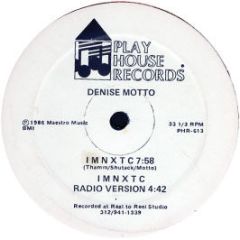 PLAY
HOUSE
RECORDS
DENISE MOTTO
Ⓟ 1986 Maestro Music
BMI
33 1/3 RPM
PHR-613
I M N X T C 7:58
(Thamm/Shutack/Motto)
I M N X T C
RADIO VERSION 4:42
Recorded at Real to Reel Studio
312/941-1339